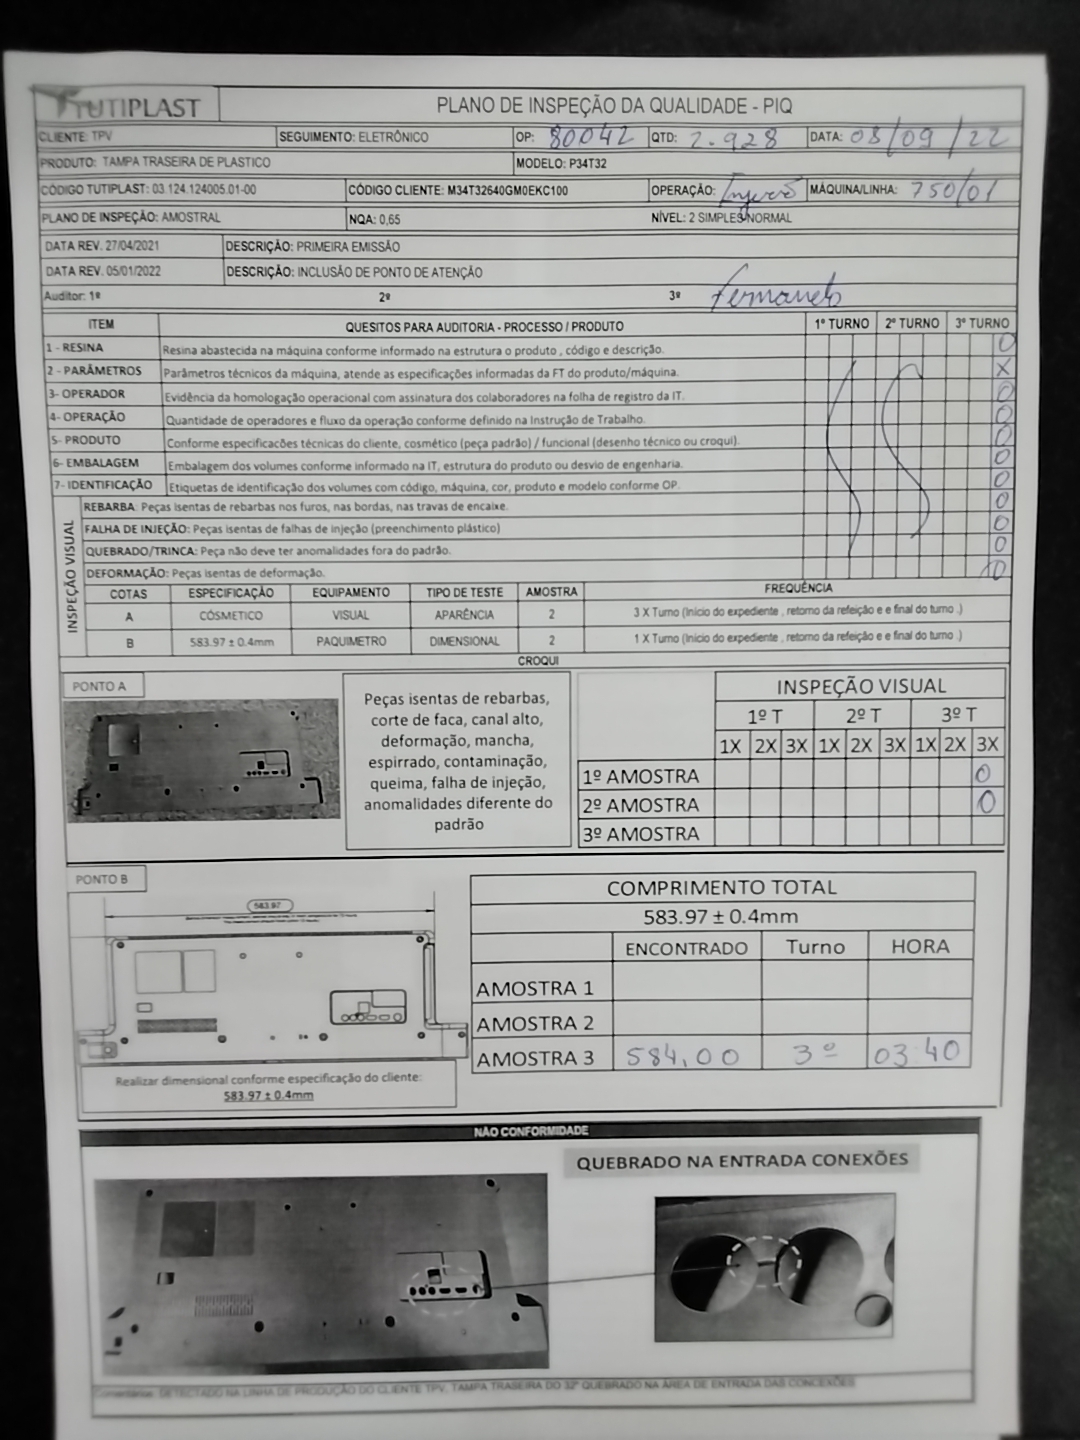 TUTIPLAST
PLANO DE INSPEÇÃO DA QUALIDADE - PIQ
CLIENTE: TPV SEGUIMENTO: ELETRÔNICO OP: 80042 QTD: 2.928 DATA: 08/09/22
PRODUTO: TAMPA TRASEIRA DE PLASTICO MODELO: P34T32
CÓDIGO TUTIPLAST: 03.124.124005.01-00 CÓDIGO CLIENTE: M34T32640GM0EKC100 OPERAÇÃO: Injeção MÁQUINA/LINHA: 750/01
PLANO DE INSPEÇÃO: AMOSTRAL NQA: 0,65 NÍVEL: 2 SIMPLES NORMAL
DATA REV. 27/04/2021 DESCRIÇÃO: PRIMEIRA EMISSÃO
DATA REV. 05/01/2022 DESCRIÇÃO: INCLUSÃO DE PONTO DE ATENÇÃO
Auditor: 1º 2º 3º
ITEM QUESITOS PARA AUDITORIA - PROCESSO / PRODUTO 1º TURNO 2º TURNO 3º TURNO
1 - RESINA Resina abastecida na máquina conforme informado na estrutura o produto , código e descrição. O
2 - PARÂMETROS Parâmetros técnicos da máquina, atende as especificações informadas da FT do produto/máquina. X
3- OPERADOR Evidência da homologação operacional com assinatura dos colaboradores na folha de registro da IT. O
4- OPERAÇÃO Quantidade de operadores e fluxo da operação conforme definido na Instrução de Trabalho. O
5- PRODUTO Conforme especificacões técnicas do cliente, cosmético (peça padrão) / funcional (desenho técnico ou croqui). O
6- EMBALAGEM Embalagem dos volumes conforme informado na IT, estrutura do produto ou desvio de engenharia. O
7- IDENTIFICAÇÃO Etiquetas de identificação dos volumes com código, máquina, cor, produto e modelo conforme OP. O
INSPEÇÃO VISUAL
REBARBA: Peças isentas de rebarbas nos furos, nas bordas, nas travas de encaixe. O
FALHA DE INJEÇÃO: Peças isentas de falhas de injeção (preenchimento plástico) O
QUEBRADO/TRINCA: Peça não deve ter anomalidades fora do padrão. O
DEFORMAÇÃO: Peças isentas de deformação. O
COTAS ESPECIFICAÇÃO EQUIPAMENTO TIPO DE TESTE AMOSTRA FREQUÊNCIA
A CÓSMETICO VISUAL APARÊNCIA 2 3 X Turno (Inicio do expediente , retorno da refeição e e final do turno .)
B 583.97 ± 0.4mm PAQUIMETRO DIMENSIONAL 2 1 X Turno (Inicio do expediente , retorno da refeição e e final do turno .)
CROQUI
PONTO A
Peças isentas de rebarbas,
corte de faca, canal alto,
deformação, mancha,
espirrado, contaminação,
queima, falha de injeção,
anomalidades diferente do
padrão
INSPEÇÃO VISUAL
1º T 2º T 3º T
1X 2X 3X 1X 2X 3X 1X 2X 3X
1º AMOSTRA O
2º AMOSTRA O
3º AMOSTRA
PONTO B
583.97
Realizar dimensional conforme especificação do cliente:
583.97 ± 0.4mm
COMPRIMENTO TOTAL
583.97 ± 0.4mm
ENCONTRADO Turno HORA
AMOSTRA 1
AMOSTRA 2
AMOSTRA 3 584,00 3º 03:40
NÃO CONFORMIDADE
QUEBRADO NA ENTRADA CONEXÕES
Comentários: DETECTADO NA LINHA DE PRODUÇÃO DO CLIENTE TPV, TAMPA TRASEIRA DO 32" QUEBRADO NA ÁREA DE ENTRADA DAS CONCEXÕES